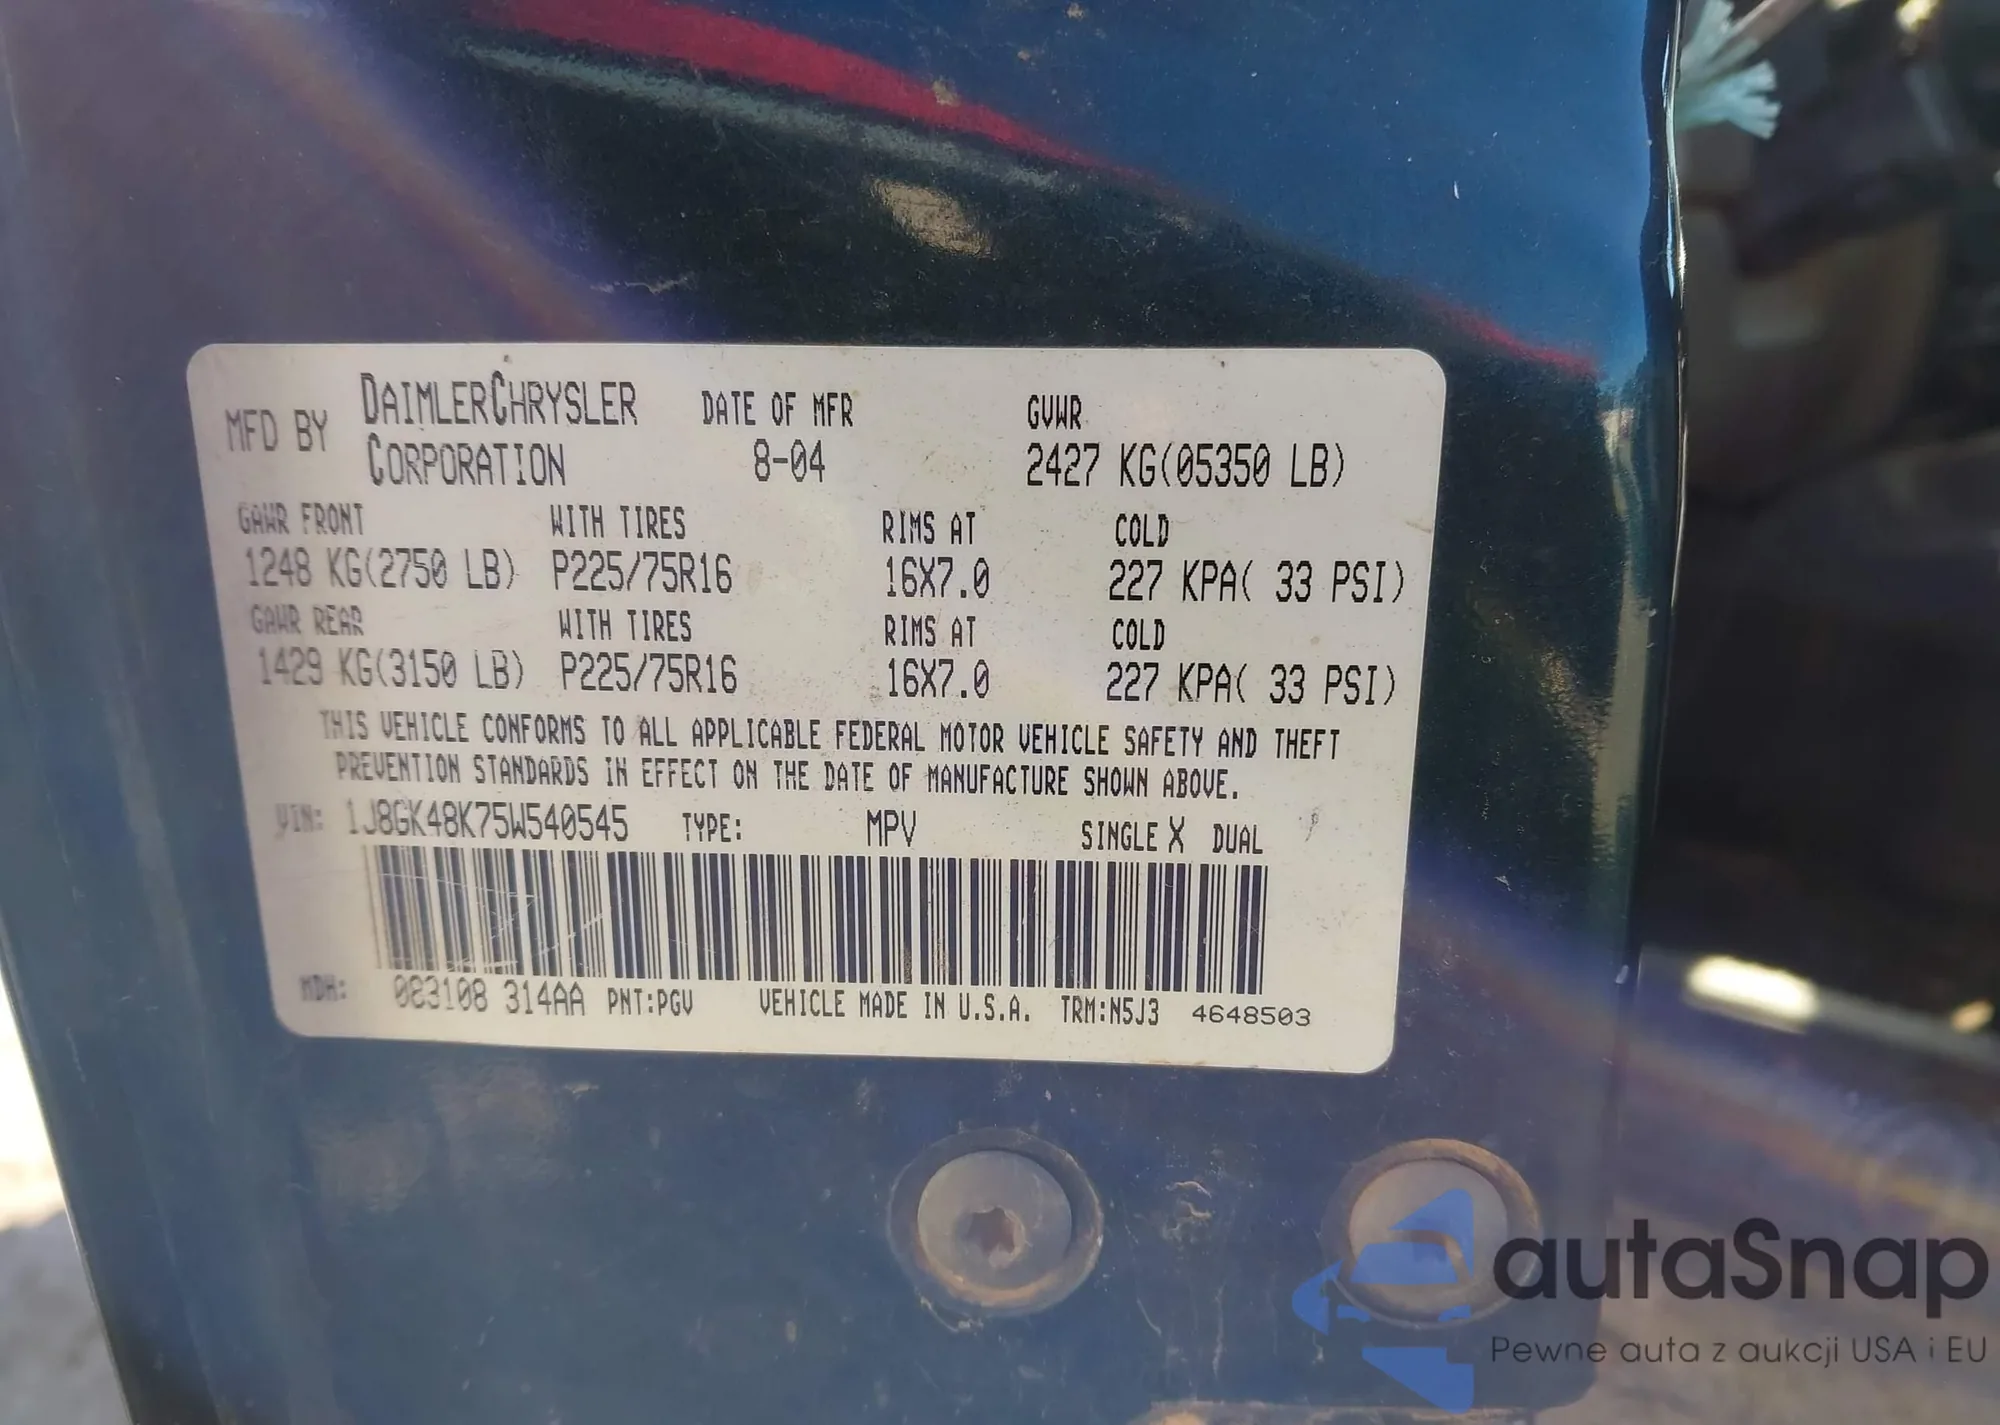 MFD BY DAIMLERCHRYSLER CORPORATION
DATE OF MFR
8-04
GVWR
2427 KG(05350 LB)
GAWR FRONT WITH TIRES RIMS AT COLD
1248 KG(2750 LB) P225/75R16 16X7.0 227 KPA( 33 PSI)
GAWR REAR WITH TIRES RIMS AT COLD
1429 KG(3150 LB) P225/75R16 16X7.0 227 KPA( 33 PSI)
THIS VEHICLE CONFORMS TO ALL APPLICABLE FEDERAL MOTOR VEHICLE SAFETY AND THEFT
PREVENTION STANDARDS IN EFFECT ON THE DATE OF MANUFACTURE SHOWN ABOVE.
VIN: 1J8GK48K75W540545 TYPE: MPV SINGLE X DUAL
MDH: 083108 314AA PNT:PGV VEHICLE MADE IN U.S.A. TRM:N5J3 4648503
autaSnap
Pewne auta z aukcji USA i EU